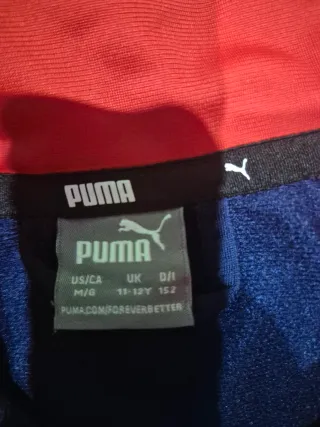 PUMA
PUMA
US/CA UK D/I
M/G 11-12Y 152
PUMA.COM/FOREVERBETTER